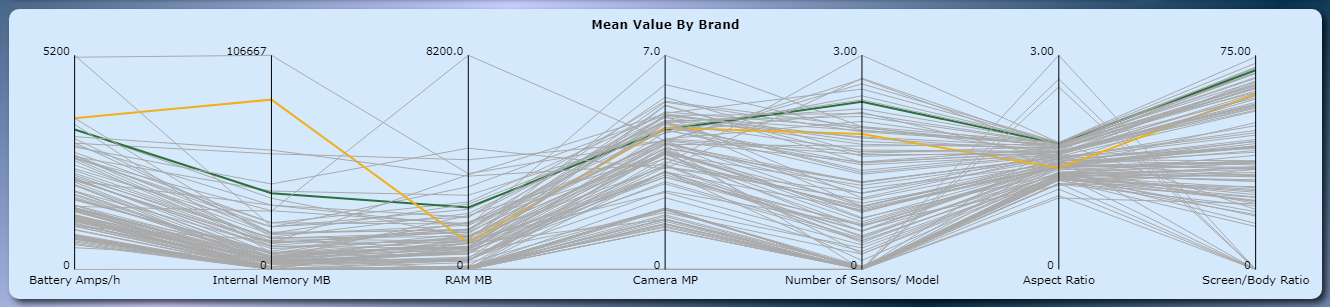 Mean Value By Brand
5200 106667 8200.0 7.0 3.00 3.00 75.00
0 0 0 0 0 0 0
Battery Amps/h Internal Memory MB RAM MB Camera MP Number of Sensors/ Model Aspect Ratio Screen/Body Ratio